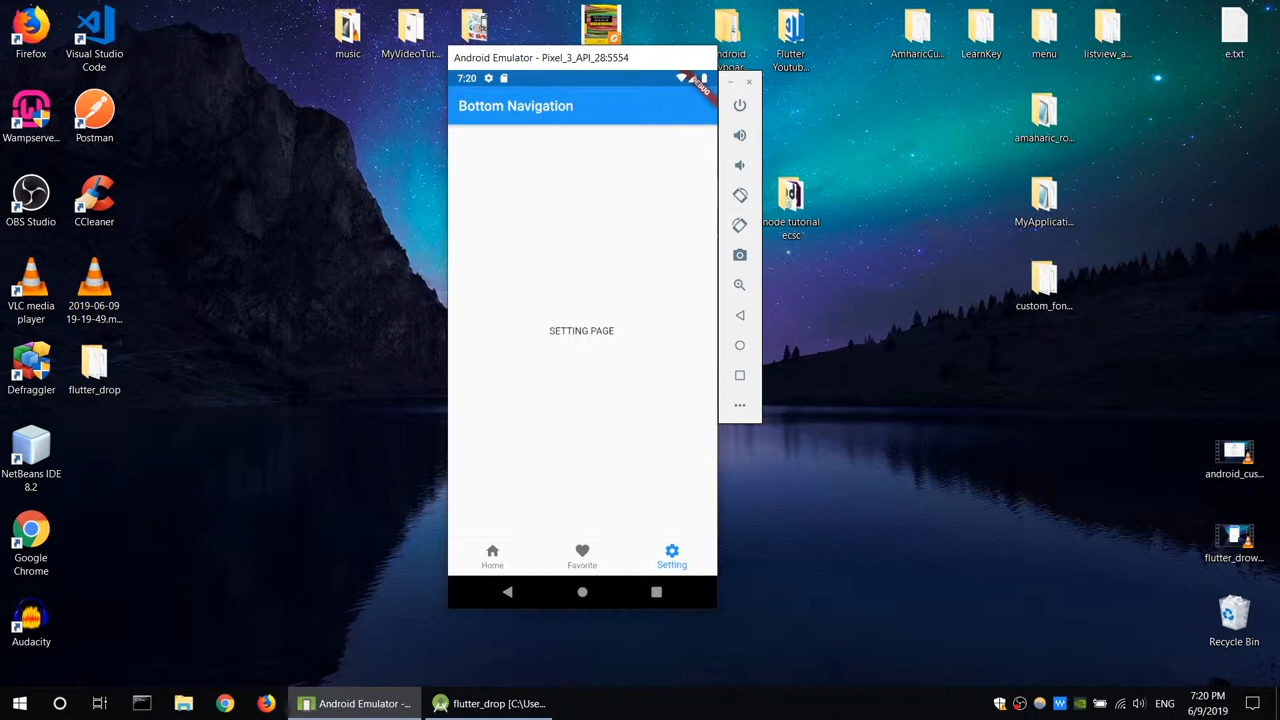 Firefox
Visual Studio
Code
music
MyVideoTut...
Flutter
Youtub...
AmnaricCu...
LearnKey
menu
listview_a...
e.txt
Android Emulator - Pixel_3_API_28:5554
7:20
DEBUG
Bottom Navigation
Wampserve...
Postman
amaharic_ro...
OBS Studio
CCleaner
node tutorial
ecsc
MyApplicati...
VLC media
player
2019-06-09
19-19-49.m...
custom_fon...
SETTING PAGE
Defraggler
flutter_drop
NetBeans IDE
8.2
android_cus...
Google
Chrome
Home
Favorite
Setting
flutter_drow...
Audacity
Recycle Bin
Android Emulator -...
flutter_drop [C:\Use...
ENG
7:20 PM
6/9/2019